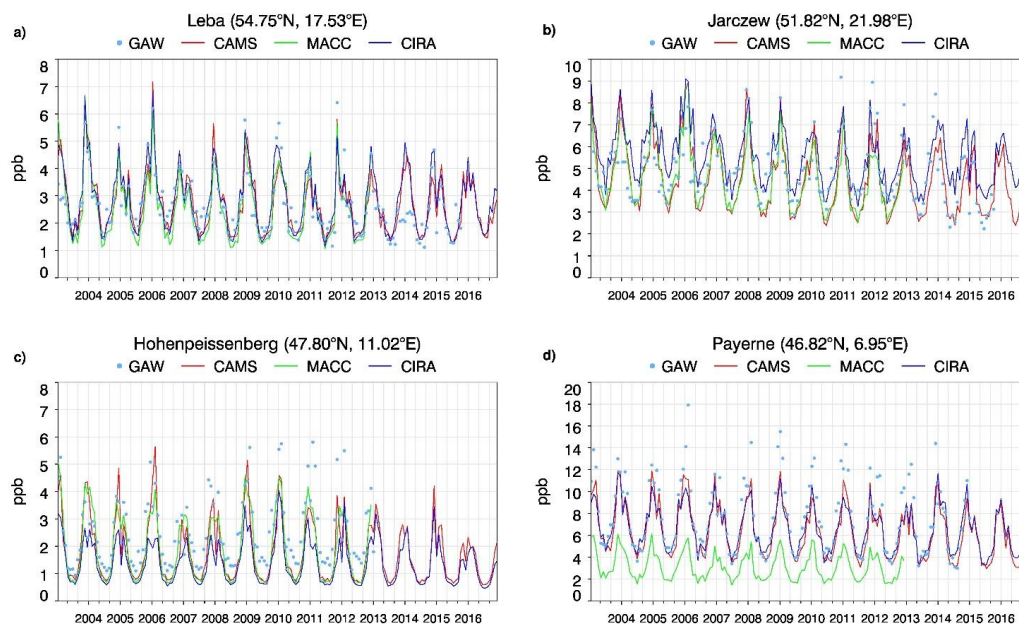 a)
Leba (54.75°N, 17.53°E)
GAW CAMS MACC CIRA
8
7
6
5
4
3
2
1
0
ppb
2004 2005 2006 2007 2008 2009 2010 2011 2012 2013 2014 2015 2016
b)
Jarczew (51.82°N, 21.98°E)
GAW CAMS MACC CIRA
10
9
8
7
6
5
4
3
2
1
0
ppb
2004 2005 2006 2007 2008 2009 2010 2011 2012 2013 2014 2015 2016
c)
Hohenpeissenberg (47.80°N, 11.02°E)
GAW CAMS MACC CIRA
8
7
6
5
4
3
2
1
0
ppb
2004 2005 2006 2007 2008 2009 2010 2011 2012 2013 2014 2015 2016
d)
Payerne (46.82°N, 6.95°E)
GAW CAMS MACC CIRA
20
18
16
14
12
10
8
6
4
2
0
ppb
2004 2005 2006 2007 2008 2009 2010 2011 2012 2013 2014 2015 2016